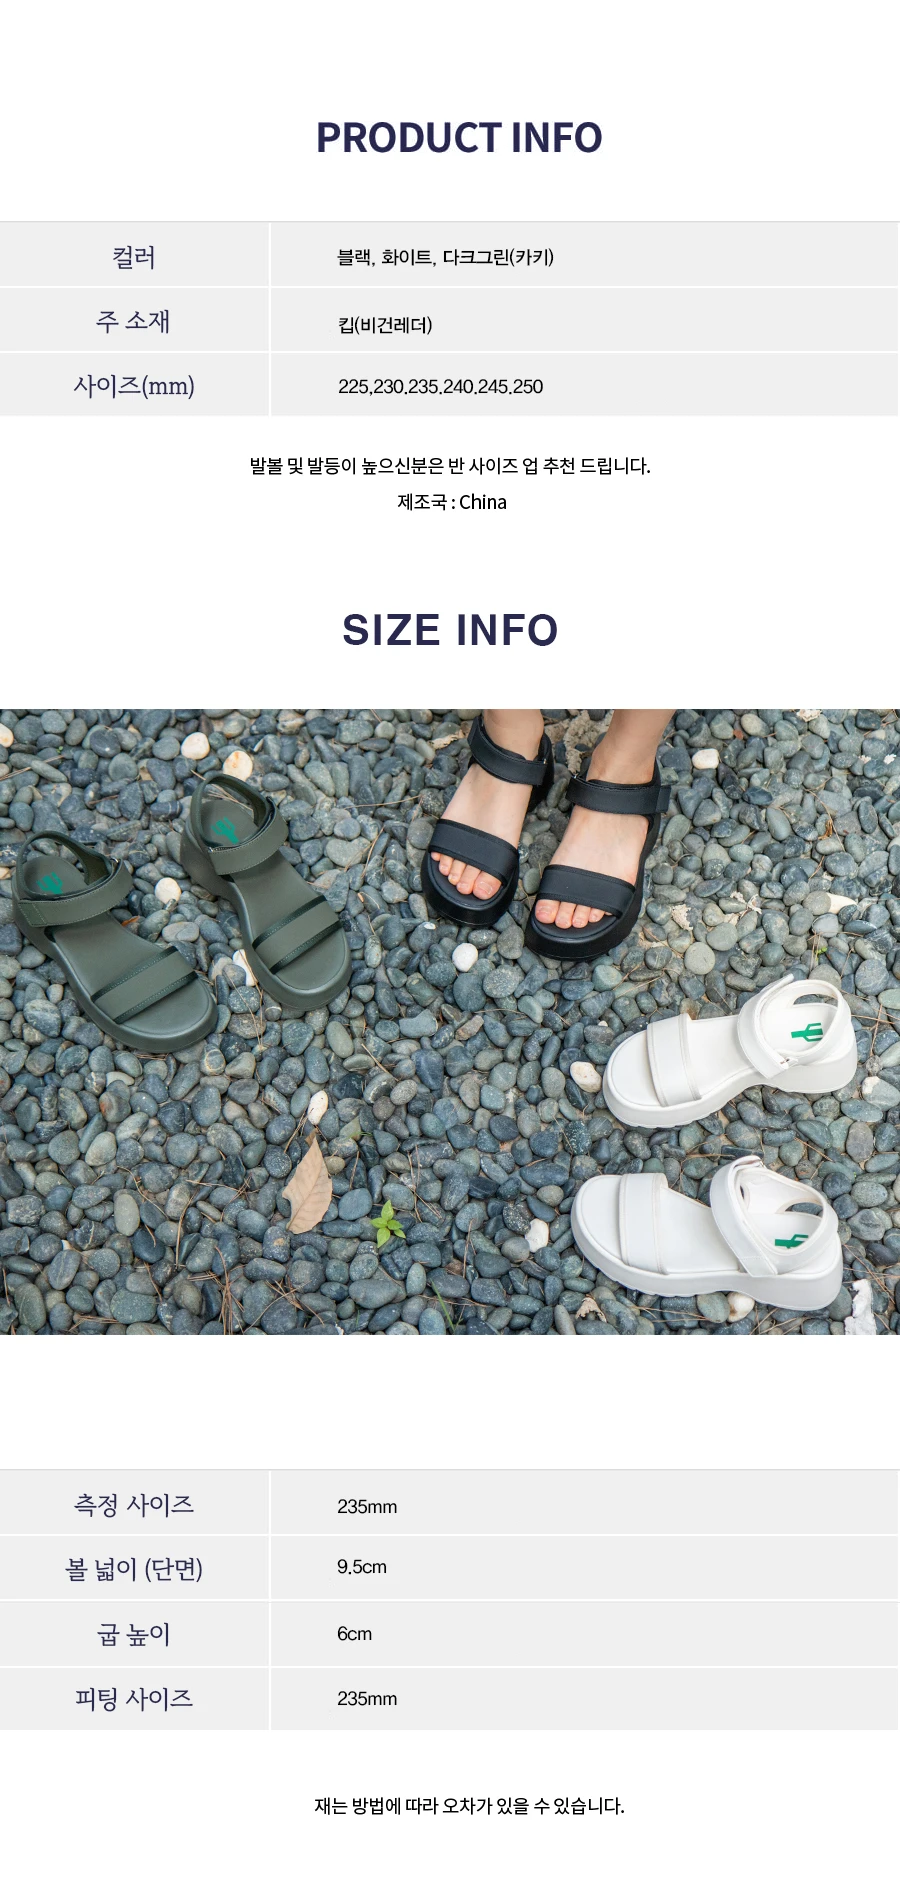 PRODUCT INFO
컬러
블랙, 화이트, 다크그린(카키)
주 소재
킵(비건레더)
사이즈(mm)
225,230,235,240,245,250
발볼 및 발등이 높으신분은 반 사이즈 업 추천 드립니다.
제조국 : China
SIZE INFO
측정 사이즈
235mm
볼 넓이 (단면)
9.5cm
굽 높이
6cm
피팅 사이즈
235mm
재는 방법에 따라 오차가 있을 수 있습니다.